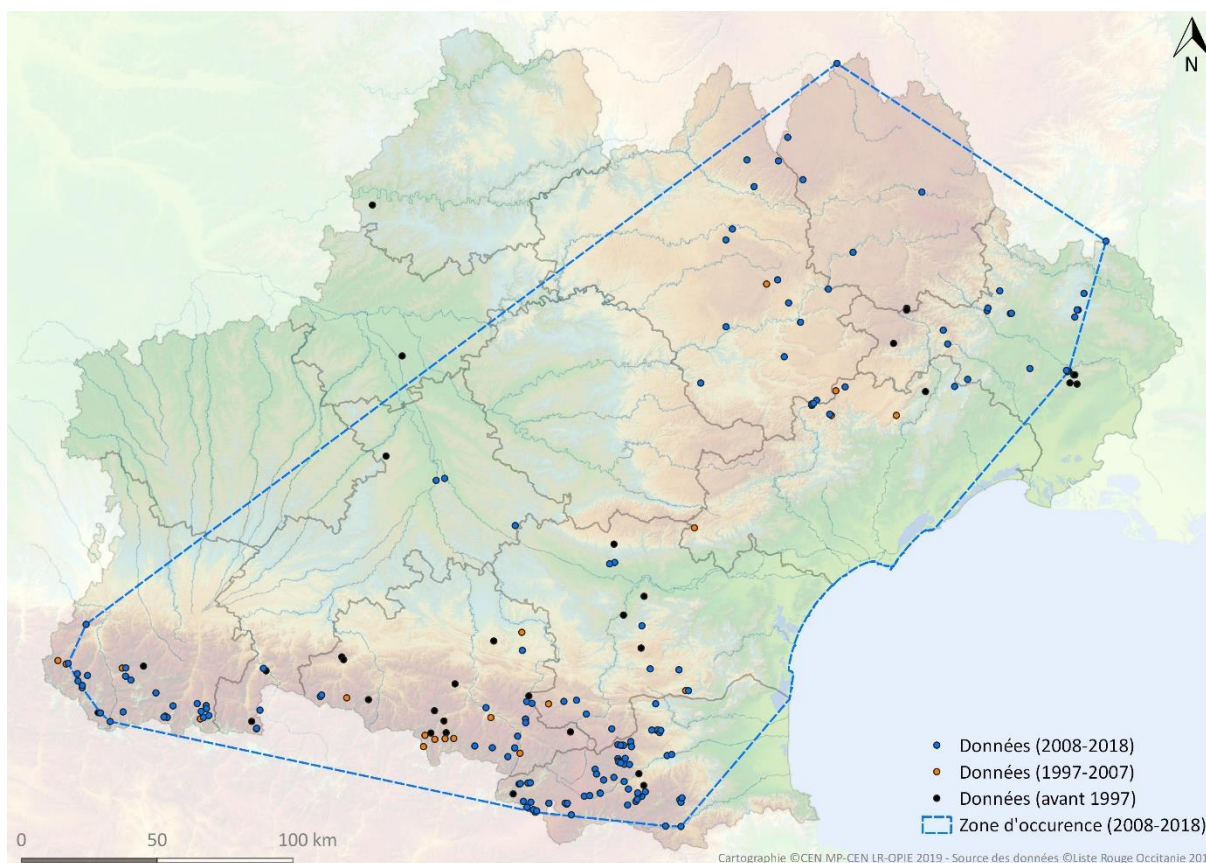 N
Données (2008-2018)
Données (1997-2007)
Données (avant 1997)
Zone d'occurence (2008-2018)
0 50 100 km
Cartographie ©CEN MP-CEN LR-OPIE 2019 - Source des données ©Liste Rouge Occitanie 201